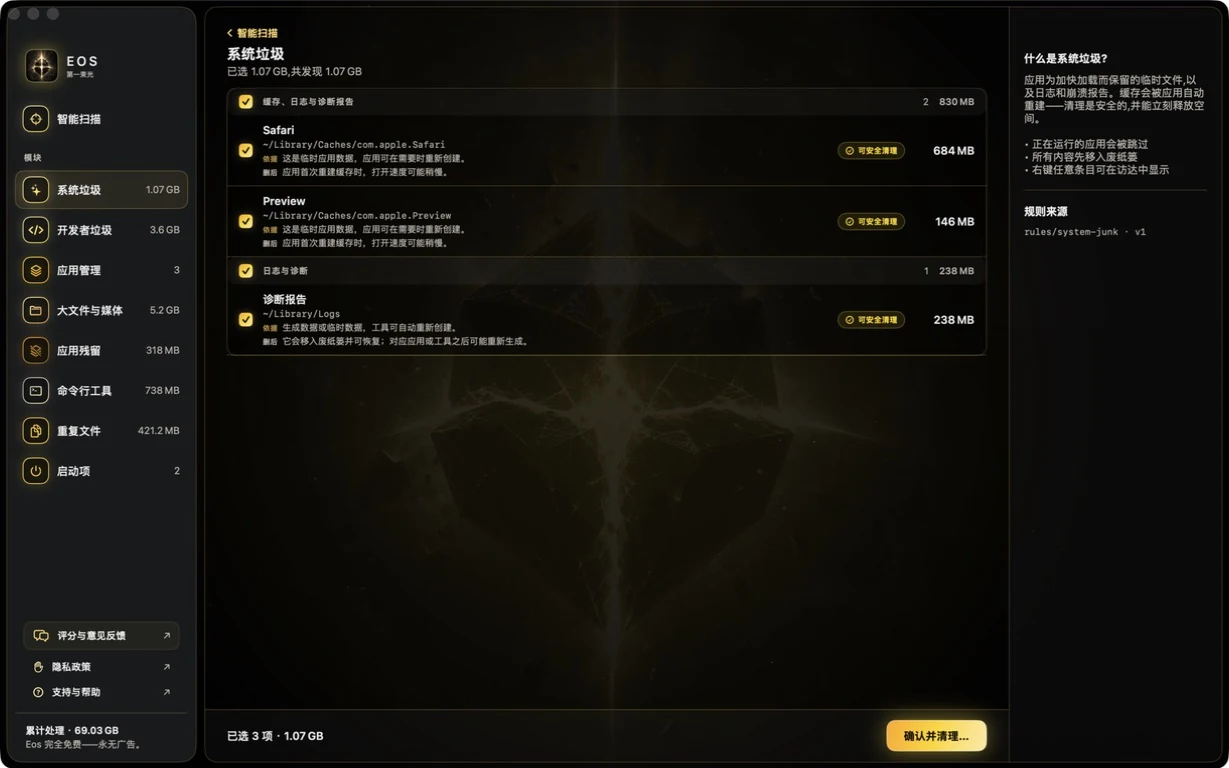 EOS
第一束光
智能扫描
模块
系统垃圾 1.07 GB
开发者垃圾 3.6 GB
应用管理 3
大文件与媒体 5.2 GB
应用残留 318 MB
命令行工具 738 MB
重复文件 421.2 MB
启动项 2
评分与意见反馈
隐私政策
支持与帮助
累计处理 · 69.03 GB
Eos 完全免费——永无广告。
智能扫描
系统垃圾
已选 1.07 GB,共发现 1.07 GB
缓存、日志与诊断报告 2 830 MB
Safari
~/Library/Caches/com.apple.Safari
依据 这是临时应用数据，应用可在需要时重新创建。
删后 应用首次重建缓存时，打开速度可能稍慢。
可安全清理 684 MB
Preview
~/Library/Caches/com.apple.Preview
依据 这是临时应用数据，应用可在需要时重新创建。
删后 应用首次重建缓存时，打开速度可能稍慢。
可安全清理 146 MB
日志与诊断 1 238 MB
诊断报告
~/Library/Logs
依据 生成数据或临时数据，工具可自动重新创建。
删后 它会移入废纸篓并可恢复；对应应用或工具之后可能重新生成。
可安全清理 238 MB
已选 3 项 · 1.07 GB
确认并清理...
什么是系统垃圾?
应用为加快加载而保留的临时文件,以
及日志和崩溃报告。缓存会被应用自动
重建——清理是安全的,并能立刻释放空
间。
• 正在运行的应用会被跳过
• 所有内容先移入废纸篓
• 右键任意条目可在访达中显示
规则来源
rules/system-junk · v1